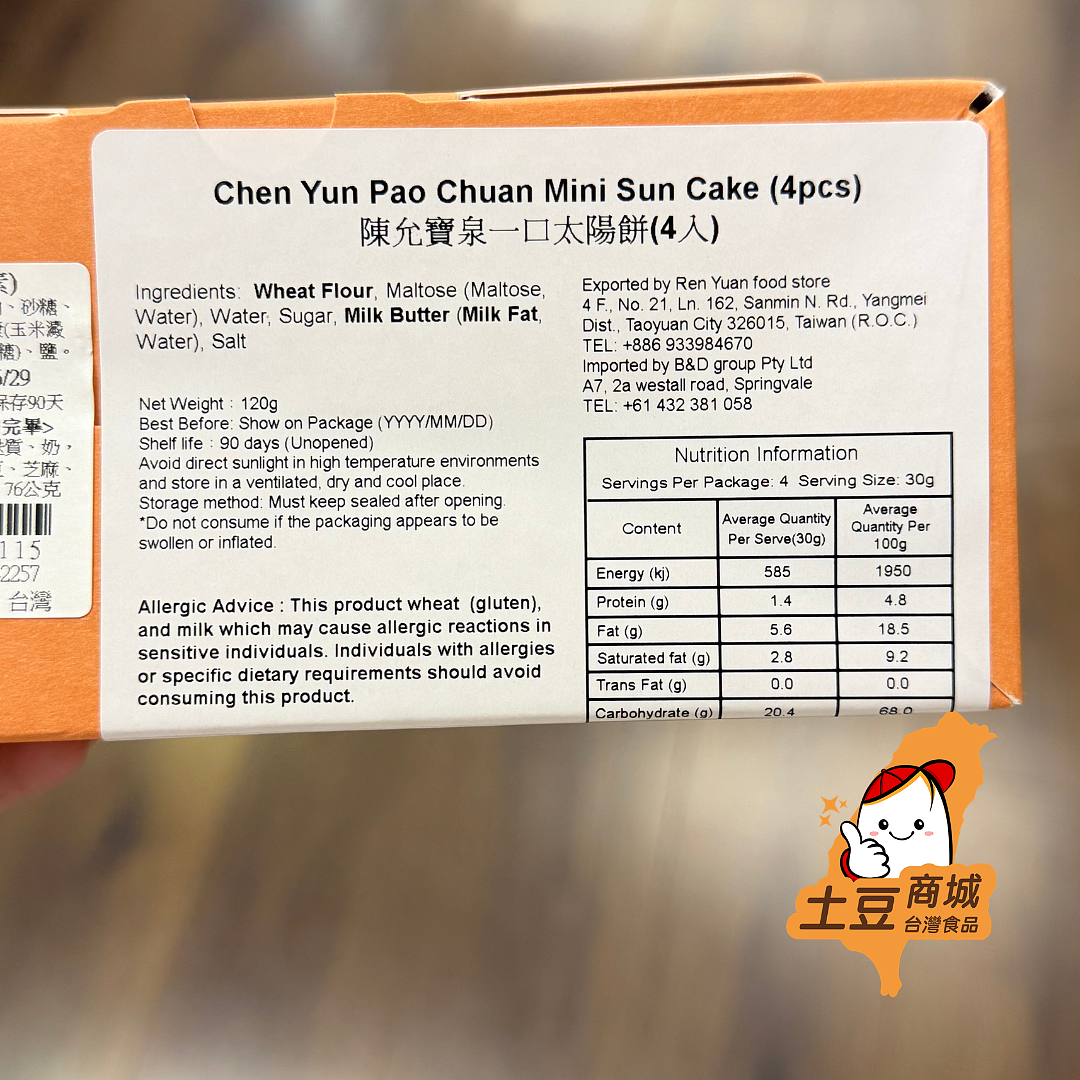 Chen Yun Pao Chuan Mini Sun Cake (4pcs)
陳允寶泉一口太陽餅(4入)
Ingredients: Wheat Flour, Maltose (Maltose,
Water), Water, Sugar, Milk Butter (Milk Fat,
Water), Salt
Net Weight : 120g
Best Before: Show on Package (YYYY/MM/DD)
Shelf life : 90 days (Unopened)
Avoid direct sunlight in high temperature environments
and store in a ventilated, dry and cool place.
Storage method: Must keep sealed after opening.
*Do not consume if the packaging appears to be
swollen or inflated.
Allergic Advice : This product wheat (gluten),
and milk which may cause allergic reactions in
sensitive individuals. Individuals with allergies
or specific dietary requirements should avoid
consuming this product.
Exported by Ren Yuan food store
4 F., No. 21, Ln. 162, Sanmin N. Rd., Yangmei
Dist., Taoyuan City 326015, Taiwan (R.O.C.)
TEL: +886 933984670
Imported by B&D group Pty Ltd
A7, 2a westall road, Springvale
TEL: +61 432 381 058
Nutrition Information
Servings Per Package: 4 Serving Size: 30g
Content Average Quantity Per Serve(30g) Average Quantity Per 100g
Energy (kj) 585 1950
Protein (g) 1.4 4.8
Fat (g) 5.6 18.5
Saturated fat (g) 2.8 9.2
Trans Fat (g) 0.0 0.0
Carbohydrate (g) 20.4 68.0
、砂糖、
(玉米澱
糖)、鹽。
/29
保存90天
完畢>
質、奶,
、芝麻、
76公克
115
2257
台灣
土豆商城
台灣食品